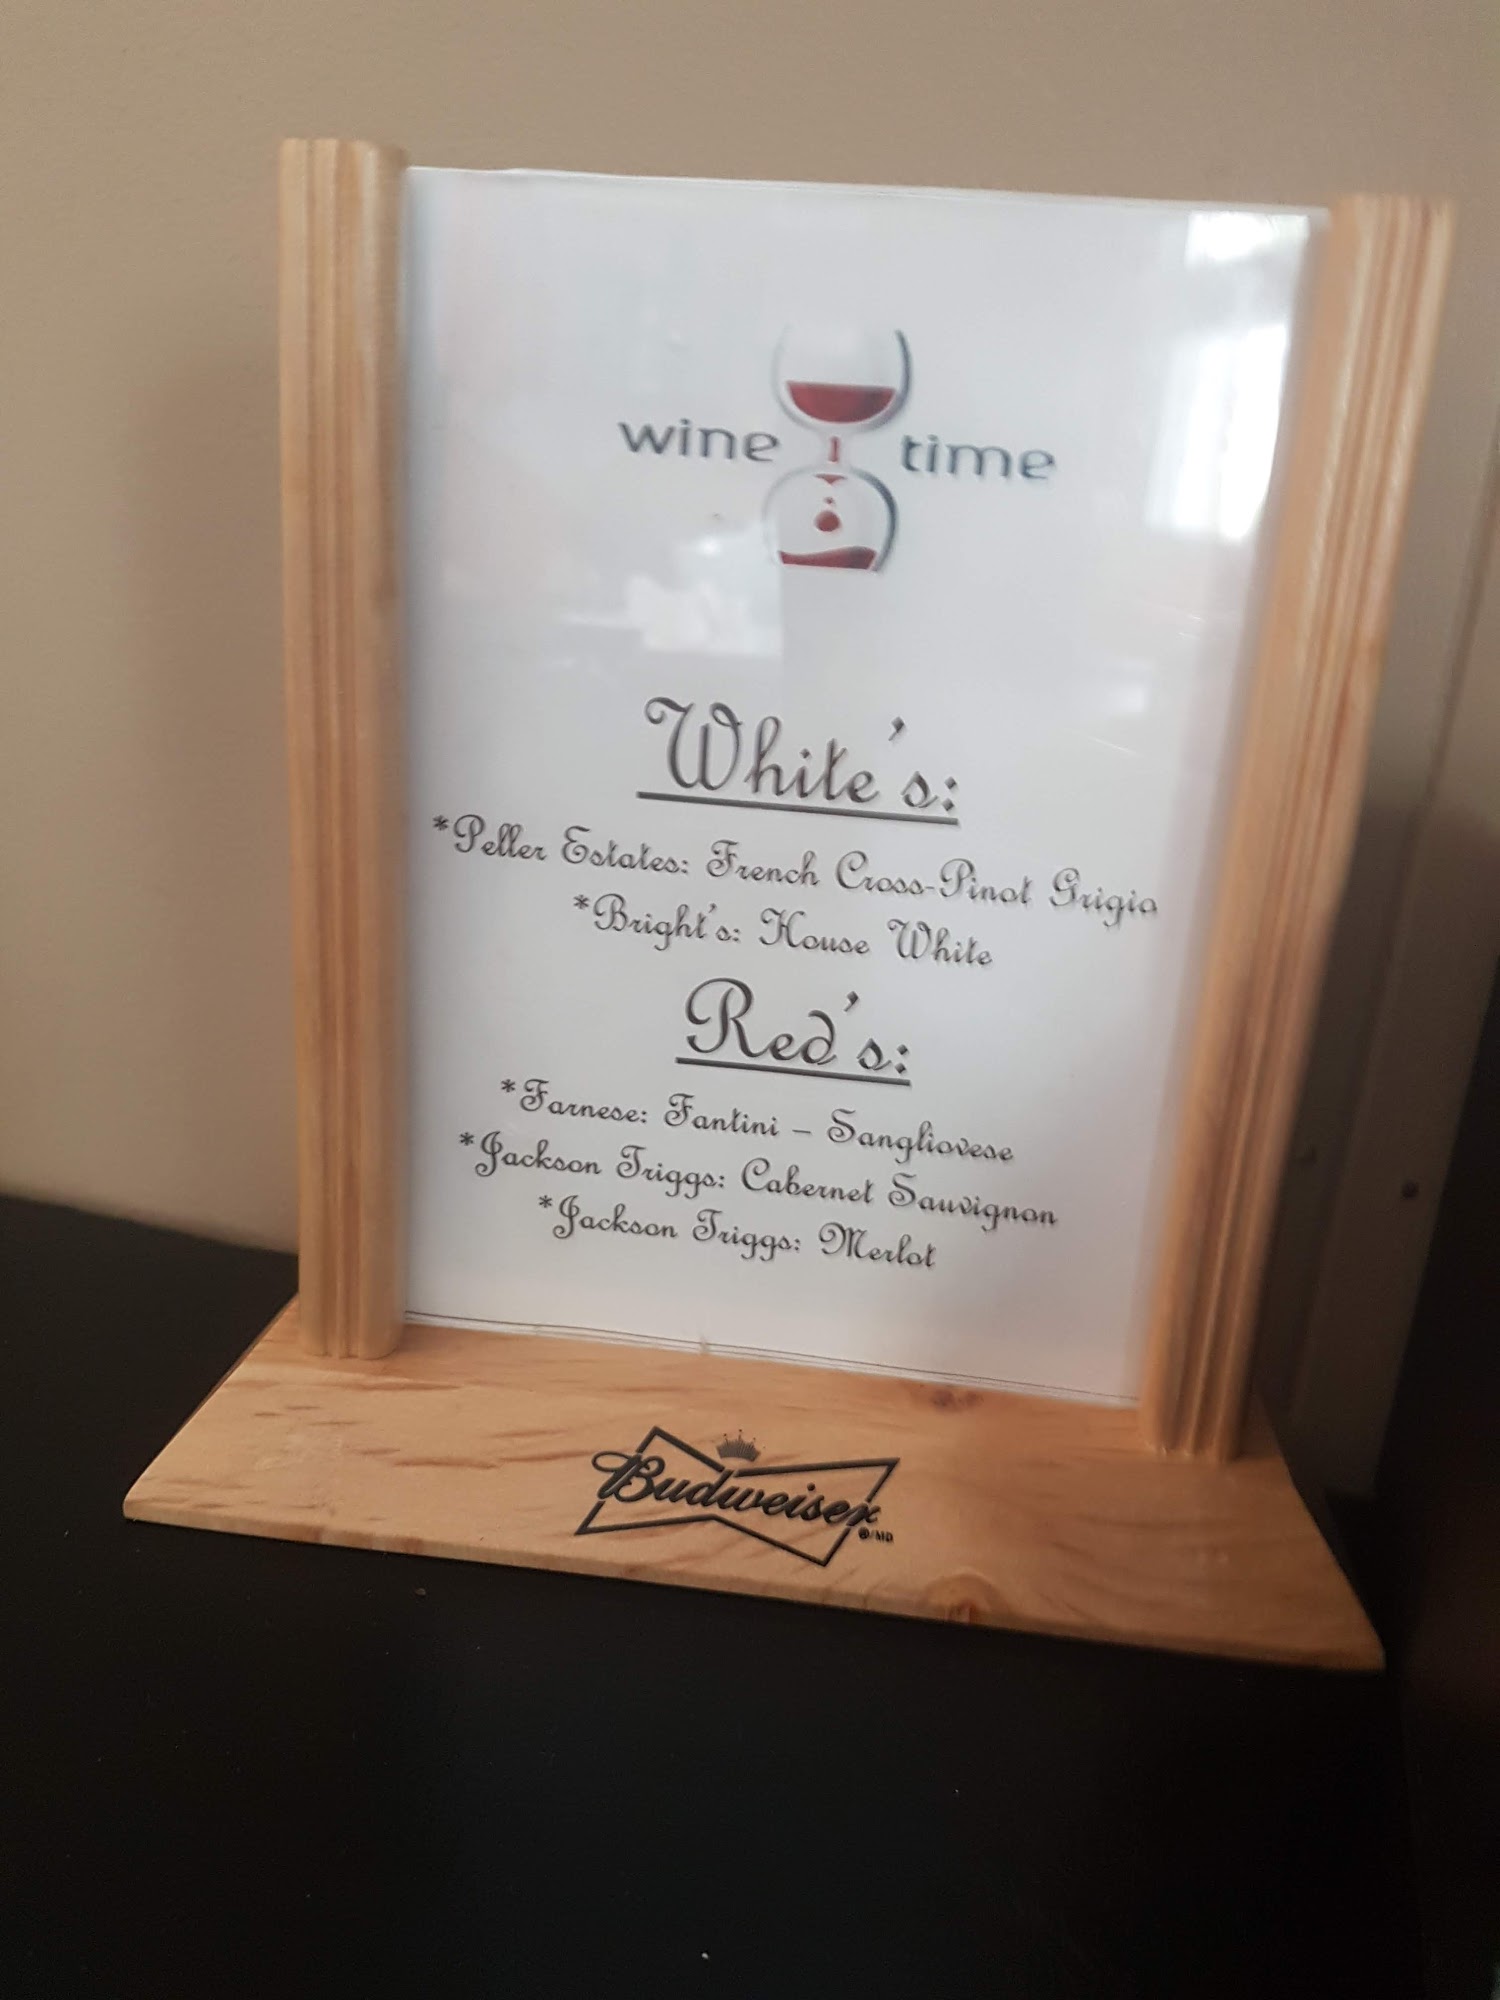 wine time
White's:
*Peller Estates: French Cross-Pinot Grigio
*Bright's: House White
Red's:
*Farnese: Fantini – Sangliovese
*Jackson Triggs: Cabernet Sauvignon
*Jackson Triggs: Merlot
Budweiser
®/MD